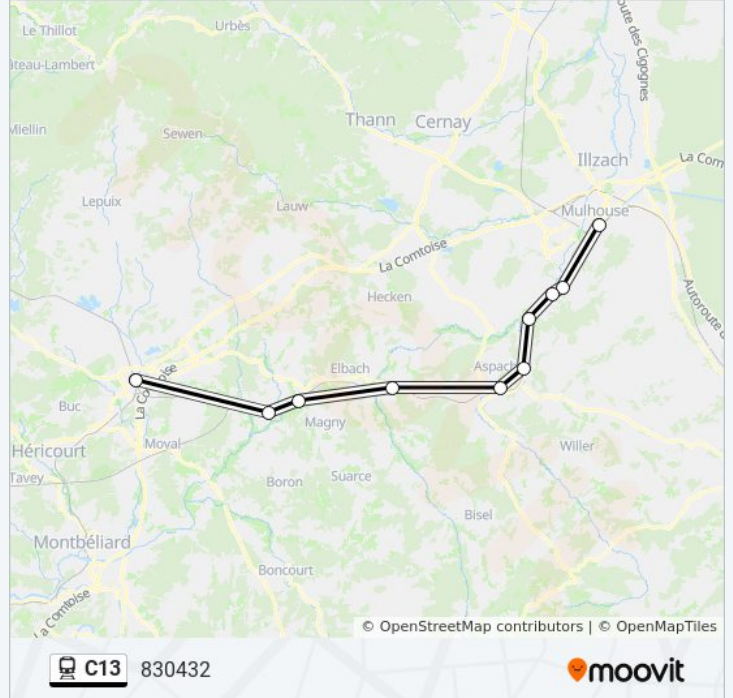 Le Thillot
Urbès
oute des Cigognes
âteau-Lambert
Thann
Cernay
Miellin
Sewen
Illzach
La Com
Lepuix
Lauw
Mulhouse
La Comtoise
Hecken
Autoroute d
Elbach
Aspach
La Comtoise
Buc
Magny
Héricourt
Moval
Willer
Tavey
Boron
Suarce
Bisel
Montbéliard
Boncourt
La Comtoise
© OpenStreetMap contributors | © OpenMapTiles
C13 830432 moovit